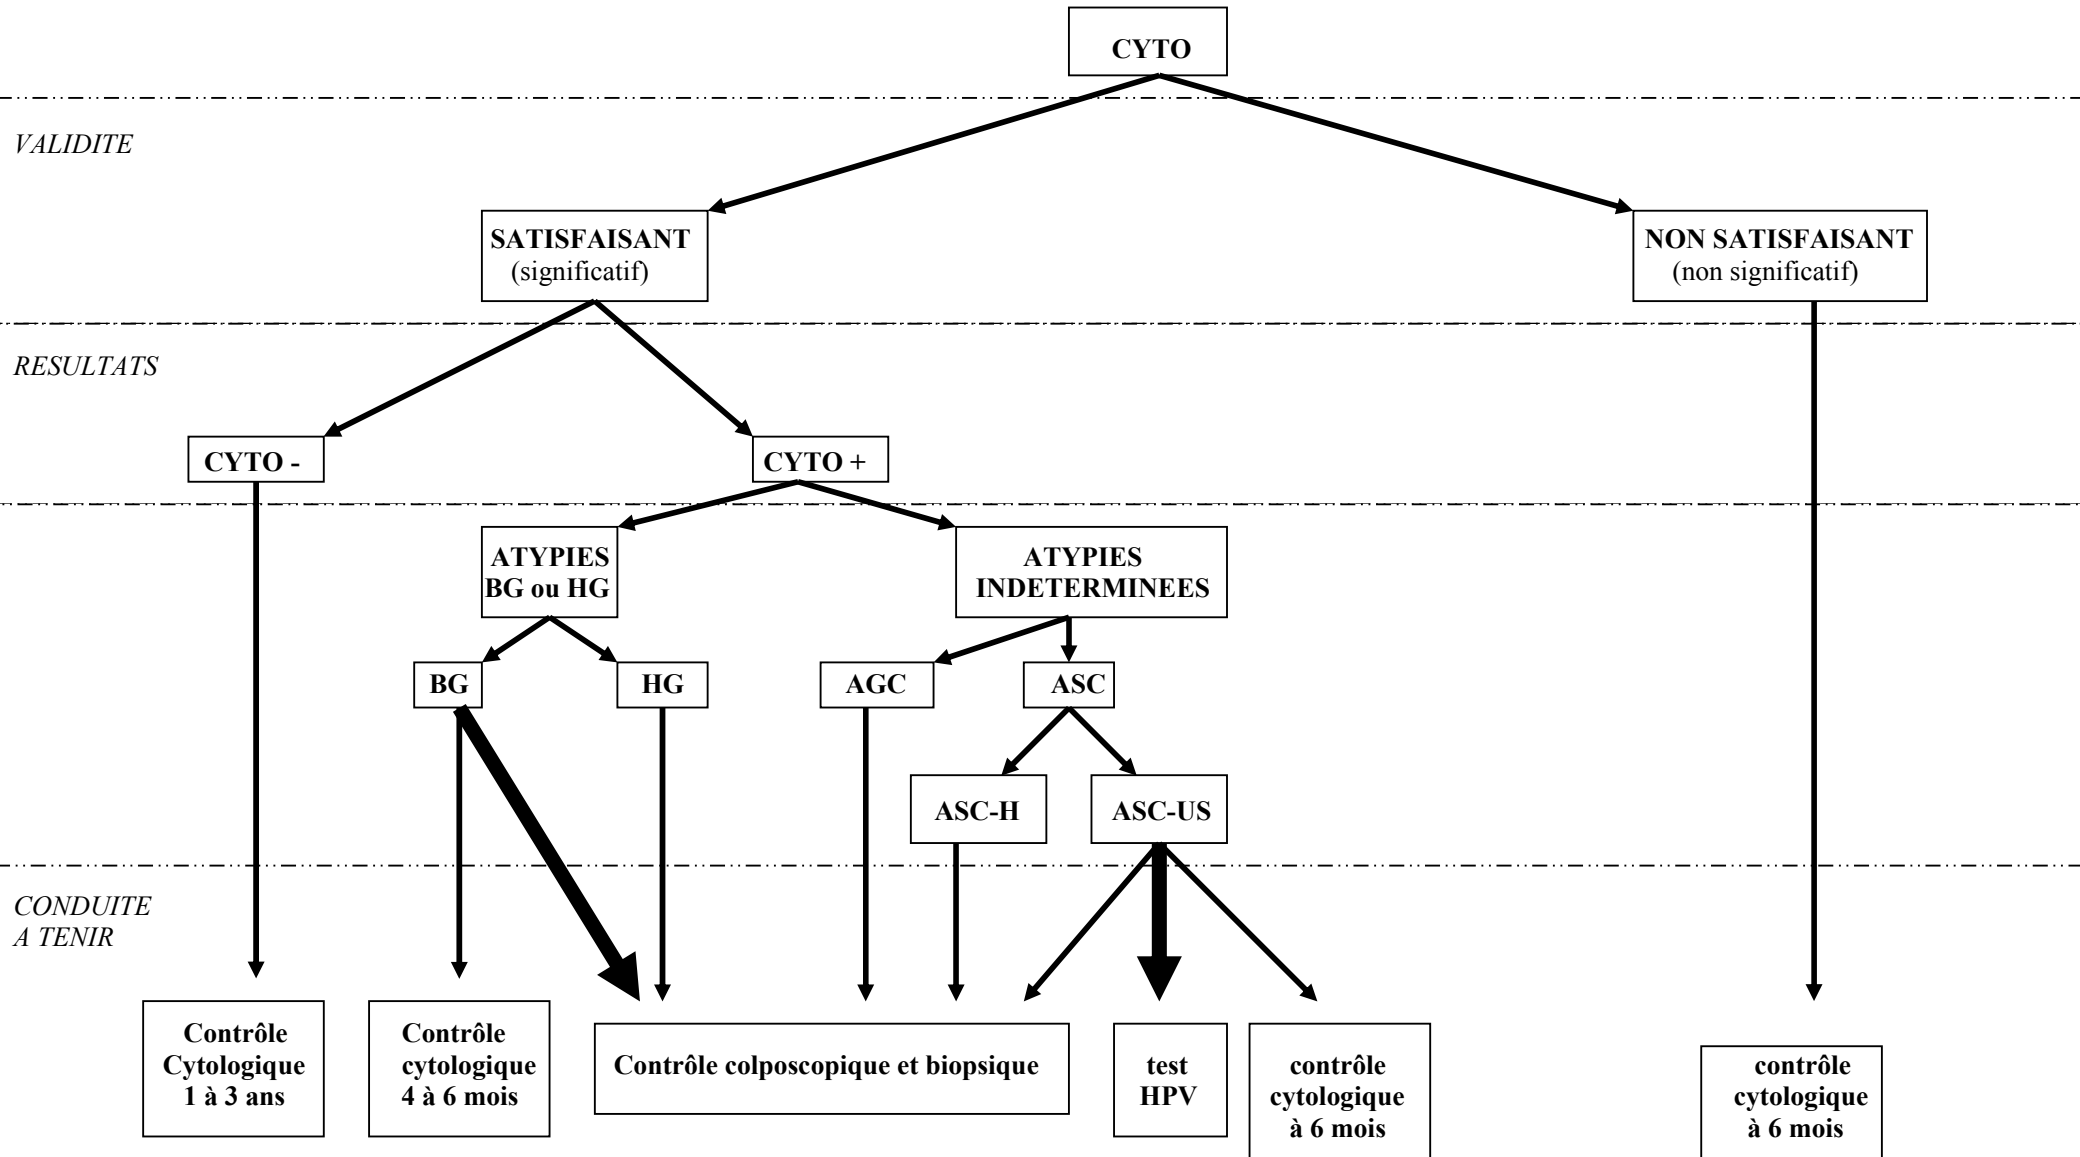 CYTO
VALIDITE
SATISFAISANT
(significatif)
NON SATISFAISANT
(non significatif)
RESULTATS
CYTO -
CYTO +
ATYPIES
BG ou HG
ATYPIES
INDETERMINEES
BG
HG
AGC
ASC
ASC-H
ASC-US
CONDUITE
A TENIR
Contrôle
Cytologique
1 à 3 ans
Contrôle
cytologique
4 à 6 mois
Contrôle colposcopique et biopsique
test
HPV
contrôle
cytologique
à 6 mois
contrôle
cytologique
à 6 mois